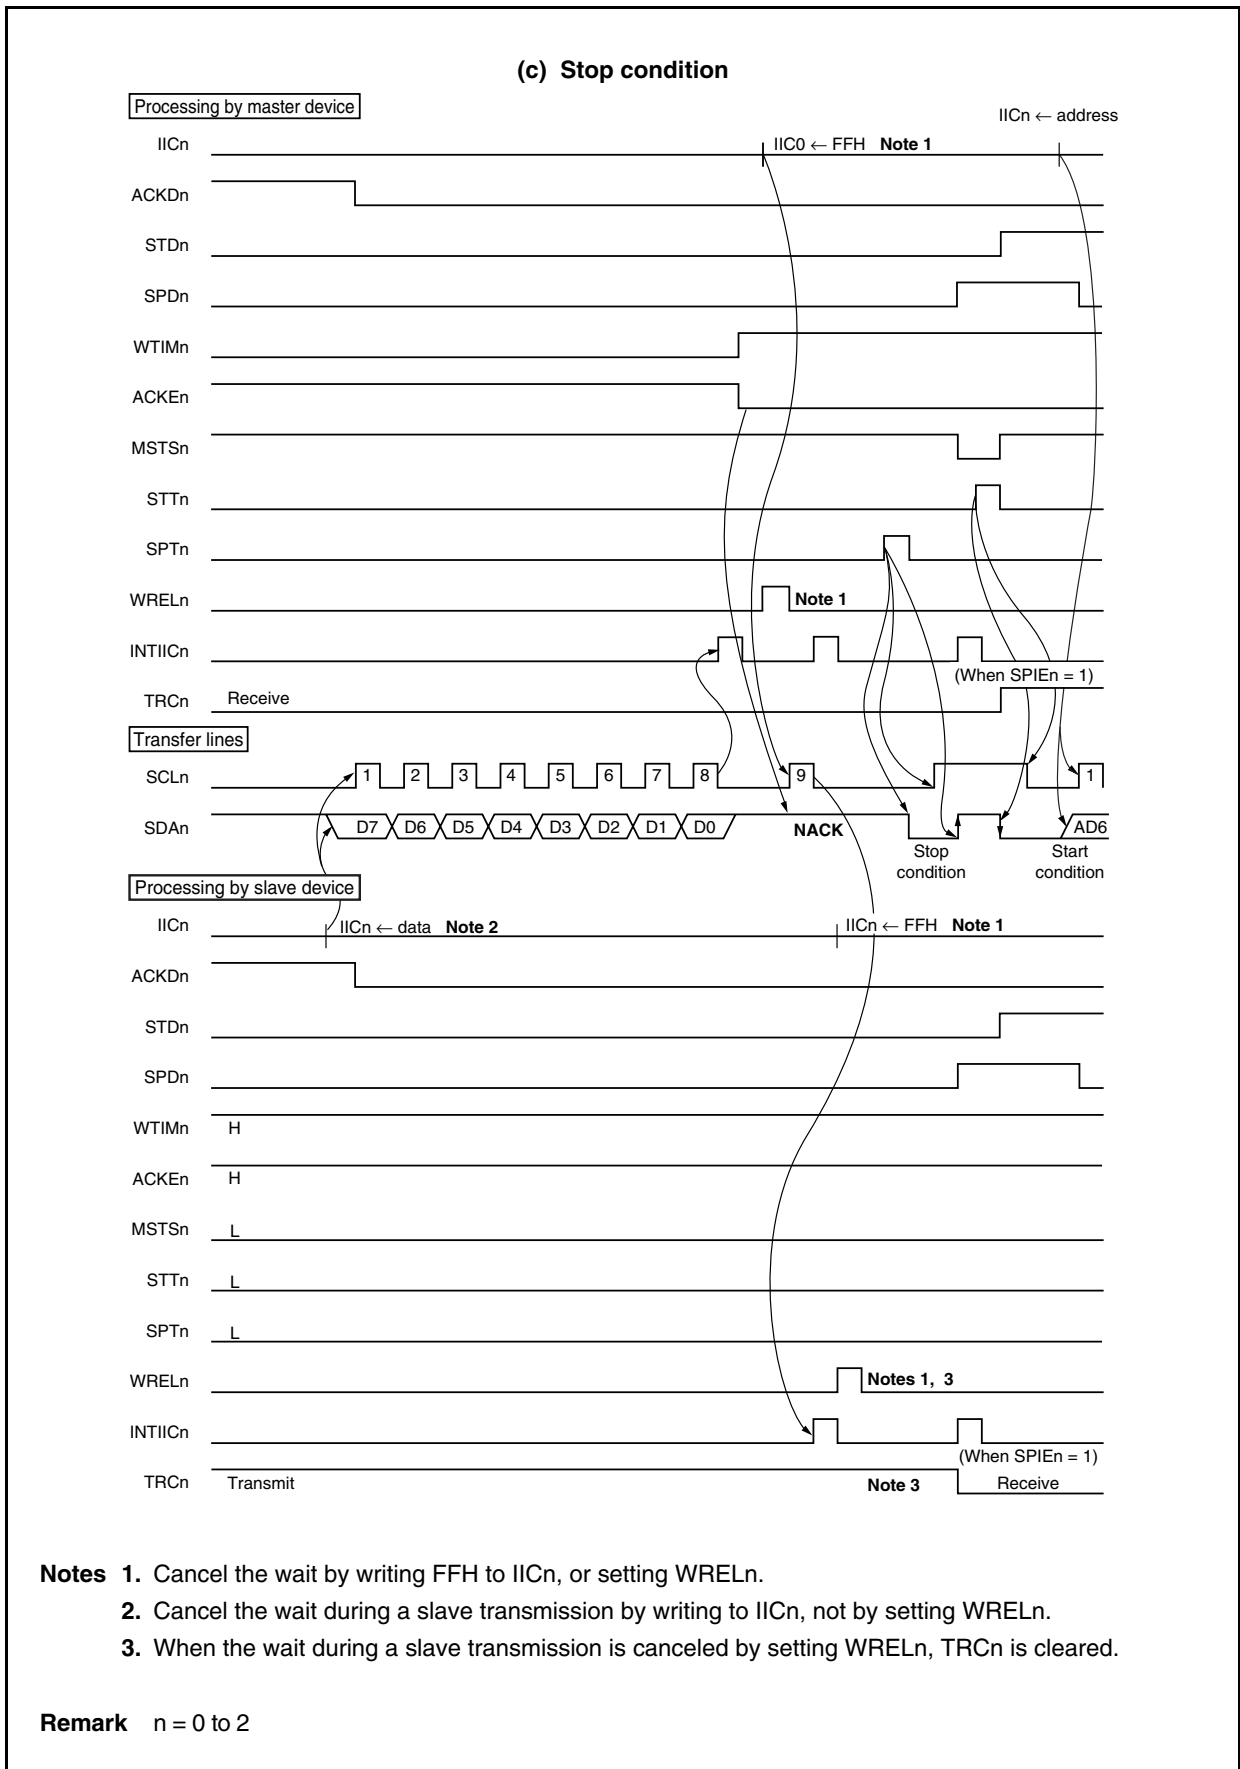 (c) Stop condition
Processing by master device
IICn ← address
IICn
IIC0 ← FFH Note 1
ACKDn
STDn
SPDn
WTIMn
ACKEn
MSTSn
STTn
SPTn
WRELn
Note 1
INTIICn
(When SPIEn = 1)
TRCn
Receive
Transfer lines
SCLn
1 2 3 4 5 6 7 8 9 1
SDAn
D7 D6 D5 D4 D3 D2 D1 D0 NACK AD6
Stop condition
Start condition
Processing by slave device
IICn
IICn ← data Note 2
IICn ← FFH Note 1
ACKDn
STDn
SPDn
WTIMn
H
ACKEn
H
MSTSn
L
STTn
L
SPTn
L
WRELn
Notes 1, 3
INTIICn
(When SPIEn = 1)
TRCn
Transmit
Note 3
Receive
Notes 1. Cancel the wait by writing FFH to IICn, or setting WRELn.
2. Cancel the wait during a slave transmission by writing to IICn, not by setting WRELn.
3. When the wait during a slave transmission is canceled by setting WRELn, TRCn is cleared.
Remark n = 0 to 2